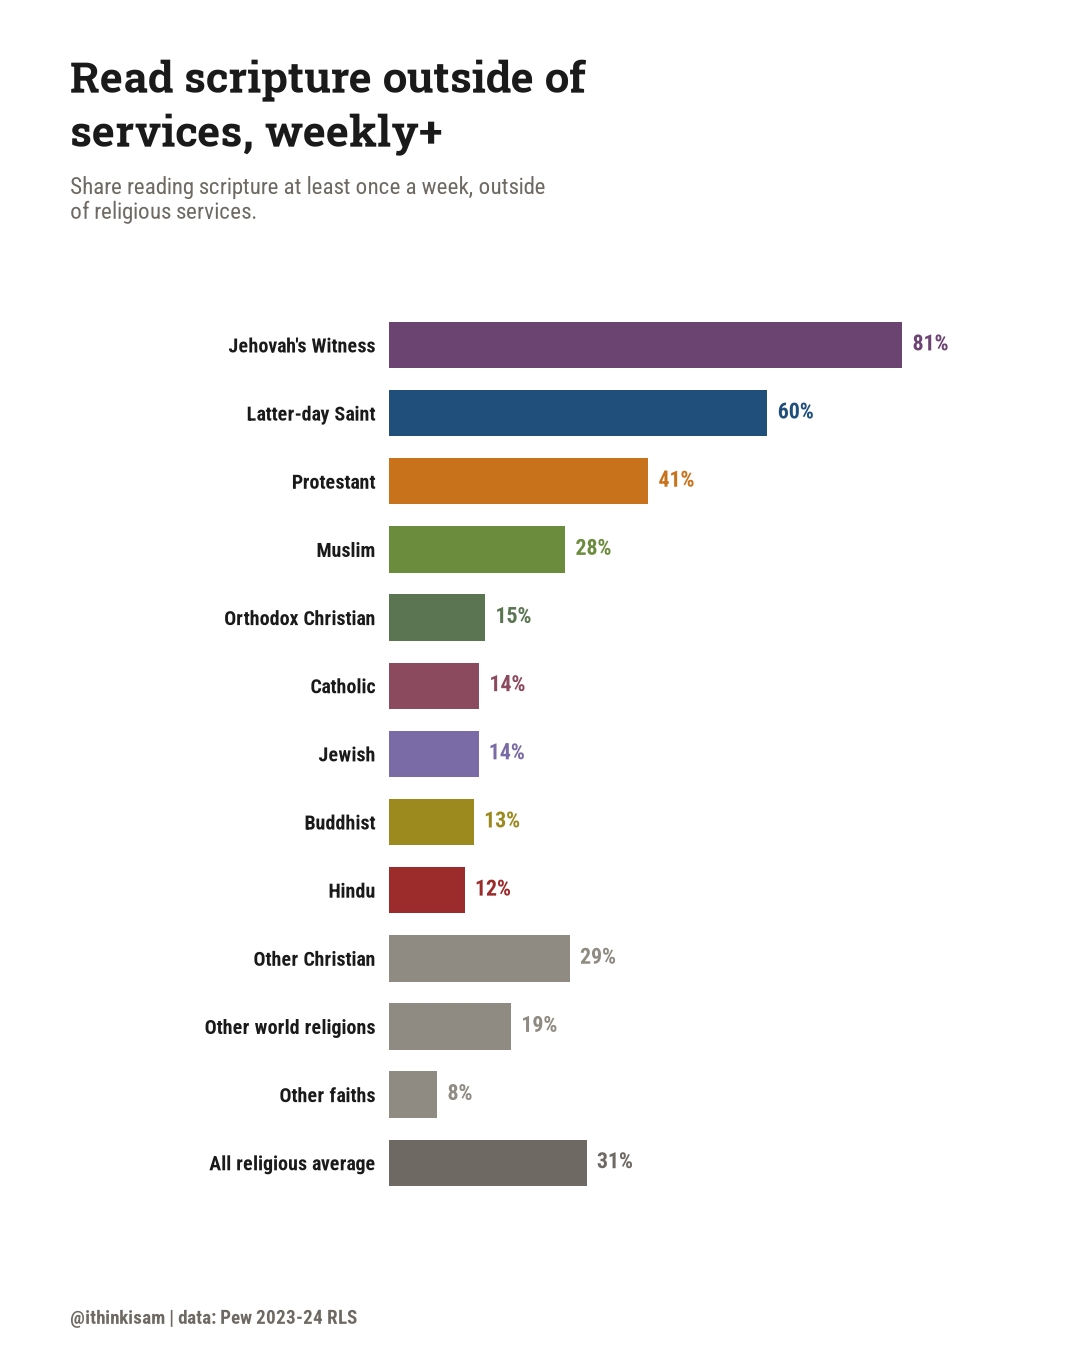 Read scripture outside of
services, weekly+
Share reading scripture at least once a week, outside
of religious services.
Jehovah's Witness 81%
Latter-day Saint 60%
Protestant 41%
Muslim 28%
Orthodox Christian 15%
Catholic 14%
Jewish 14%
Buddhist 13%
Hindu 12%
Other Christian 29%
Other world religions 19%
Other faiths 8%
All religious average 31%
@ithinkisam | data: Pew 2023-24 RLS